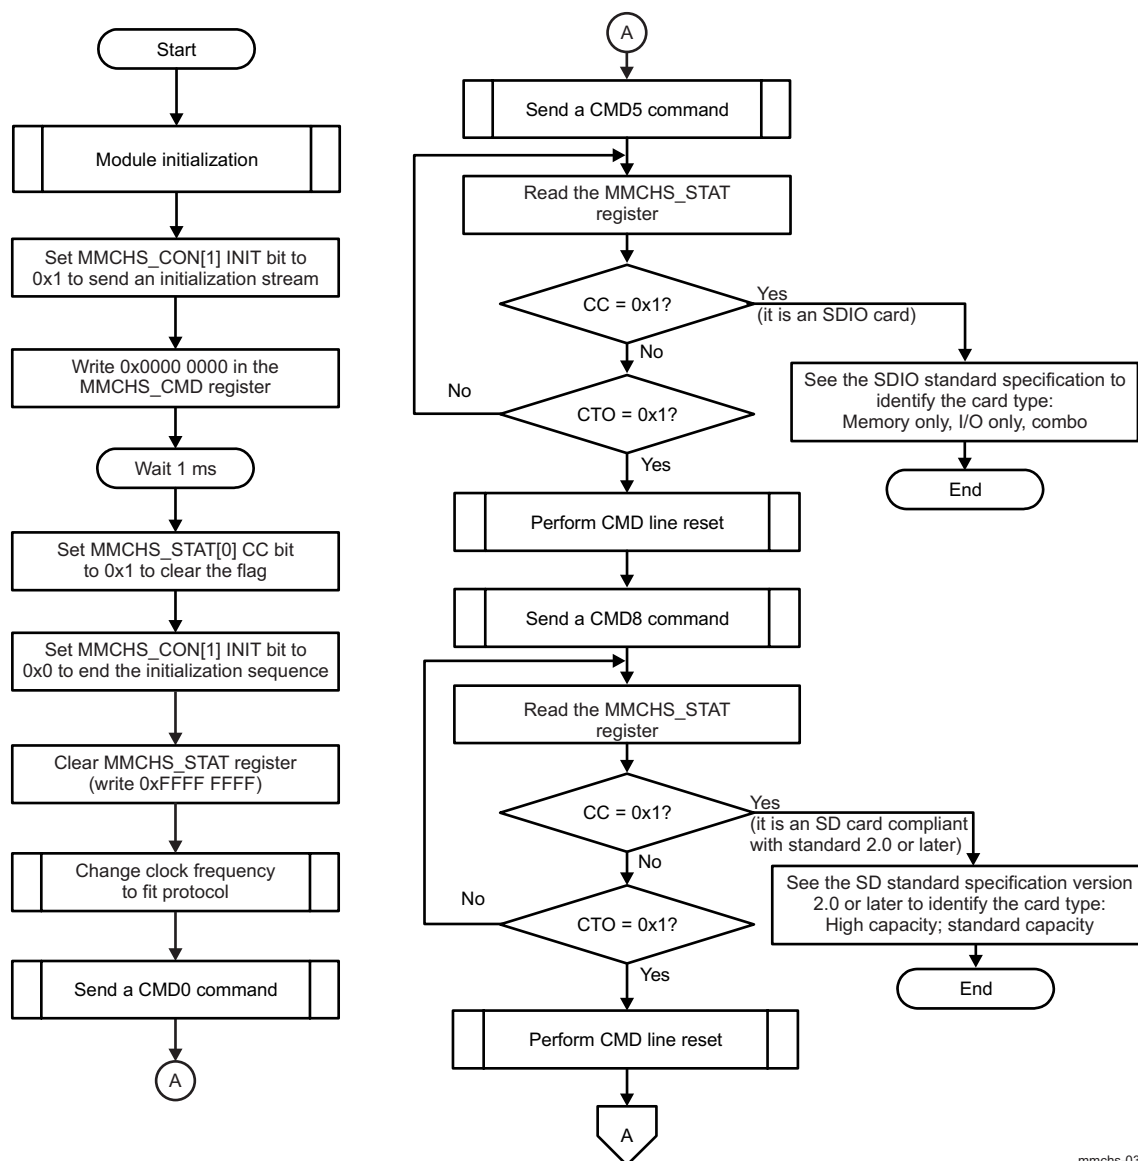 Start
Module initialization
Set MMCHS_CON[1] INIT bit to
0x1 to send an initialization stream
Write 0x0000 0000 in the
MMCHS_CMD register
Wait 1 ms
Set MMCHS_STAT[0] CC bit
to 0x1 to clear the flag
Set MMCHS_CON[1] INIT bit to
0x0 to end the initialization sequence
Clear MMCHS_STAT register
(write 0xFFFF FFFF)
Change clock frequency
to fit protocol
Send a CMD0 command
A
A
Send a CMD5 command
Read the MMCHS_STAT
register
CC = 0x1?
Yes
(it is an SDIO card)
No
See the SDIO standard specification to
identify the card type:
Memory only, I/O only, combo
End
CTO = 0x1?
No
Yes
Perform CMD line reset
Send a CMD8 command
Read the MMCHS_STAT
register
CC = 0x1?
Yes
(it is an SD card compliant
with standard 2.0 or later)
No
See the SD standard specification version
2.0 or later to identify the card type:
High capacity; standard capacity
End
CTO = 0x1?
No
Yes
Perform CMD line reset
A